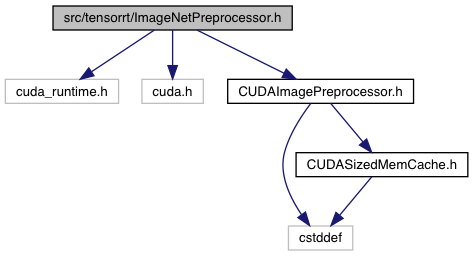 src/tensorrt/ImageNetPreprocessor.h
cuda_runtime.h
cuda.h
CUDAImagePreprocessor.h
CUDASizedMemCache.h
cstddef